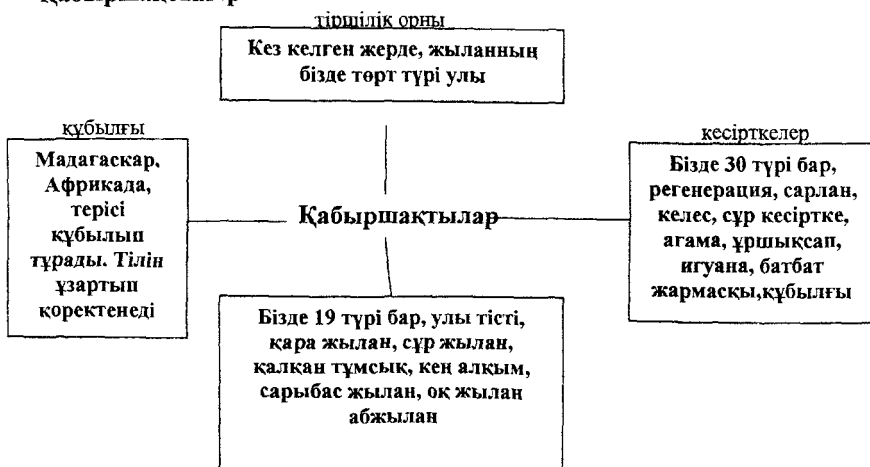 тіршілік орны
Кез келген жерде, жыланның
бізде төрт түрі улы
құбылғы
Мадагаскар,
Африкада,
терісі
құбылып
тұрады. Тілін
ұзартып
қоректенеді
Қабыршақтылар
кесірткелер
Бізде 30 түрі бар,
регенерация, сарлан,
келес, сұр кесіртке,
агама, ұршықсап,
игуана, батбат
жармасқы,құбылғы
Бізде 19 түрі бар, улы тісті,
қара жылан, сұр жылан,
қалқан тұмсық, кең алқым,
сарыбас жылан, оқ жылан
абжылан